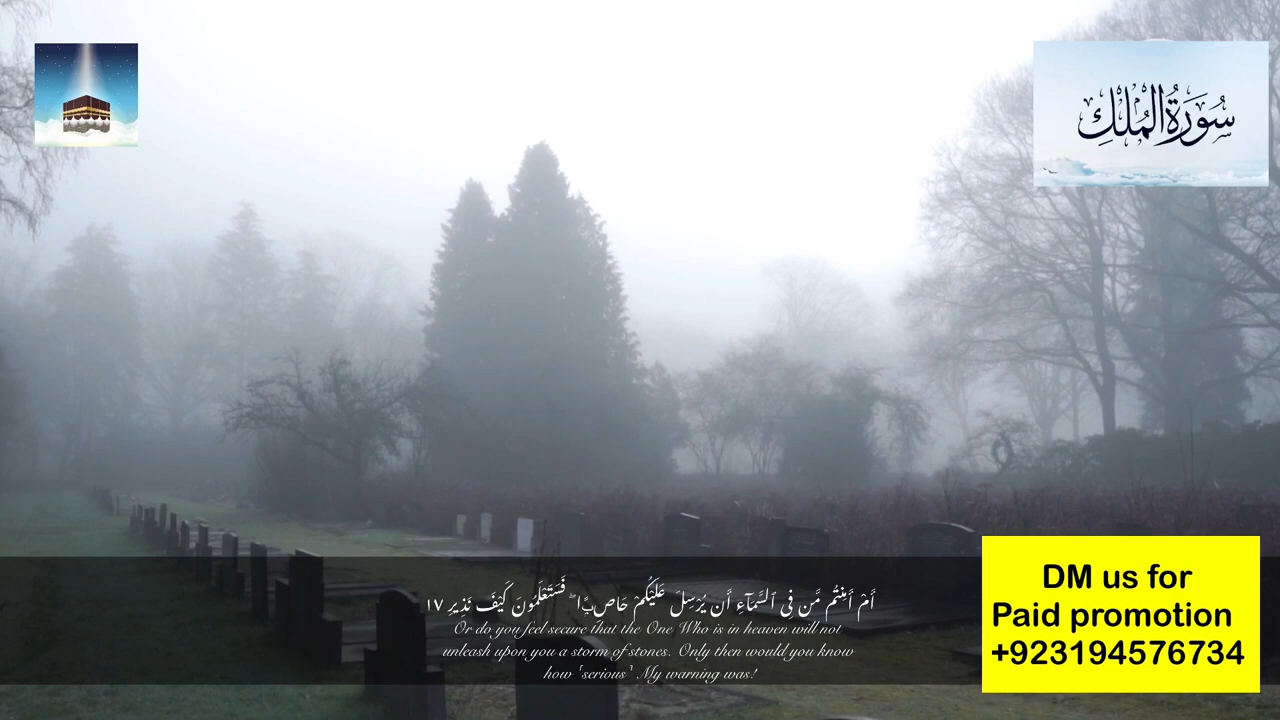 سُورَةُ المُلْكِ
أَمْ أَمِنتُم مَّن فِى ٱلسَّمَآءِ أَن يُرْسِلَ عَلَيْكُمْ حَاصِبًا ۖ فَسَتَعْلَمُونَ كَيْفَ نَذِيرِ ١٧
Or do you feel secure that the One Who is in heaven will not
unleash upon you a storm of stones. Only then would you know
how ˹serious˺ My warning was!
DM us for
Paid promotion
+923194576734